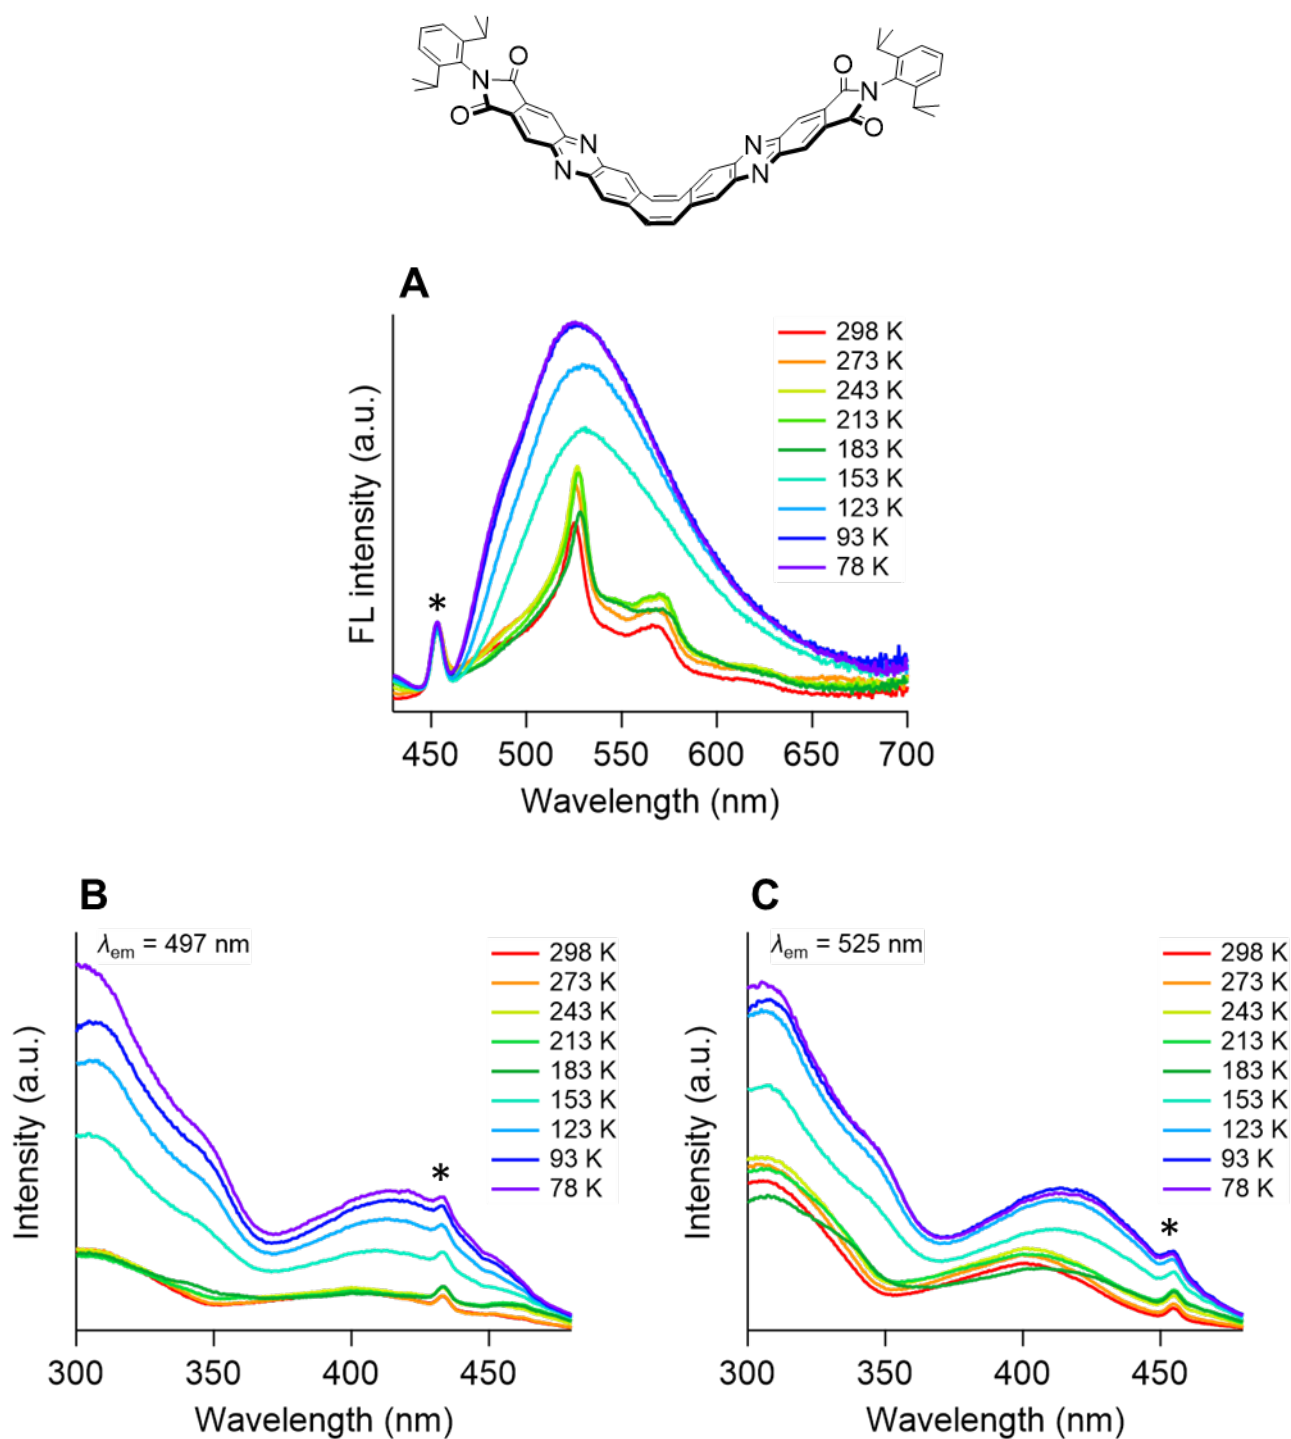 O
N
O
N
N
N
N
O
N
O
A
FL intensity (a.u.)
298 K
273 K
243 K
213 K
183 K
153 K
123 K
93 K
78 K
*
450 500 550 600 650 700
Wavelength (nm)
B
λem = 497 nm
Intensity (a.u.)
298 K
273 K
243 K
213 K
183 K
153 K
123 K
93 K
78 K
*
300 350 400 450
Wavelength (nm)
C
λem = 525 nm
Intensity (a.u.)
298 K
273 K
243 K
213 K
183 K
153 K
123 K
93 K
78 K
*
300 350 400 450
Wavelength (nm)